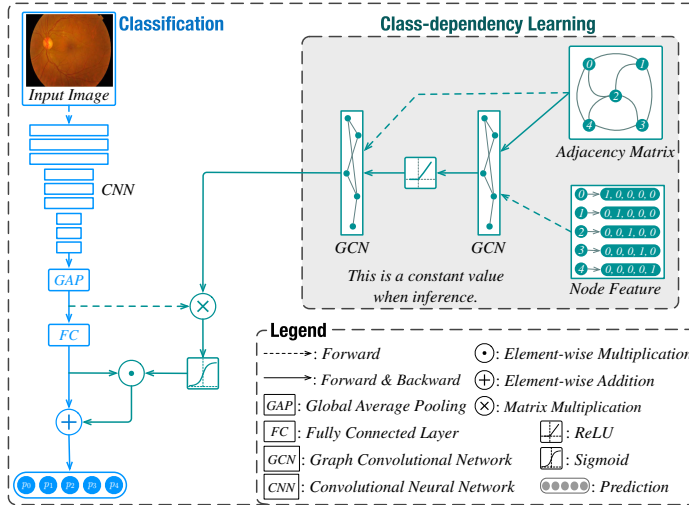 Classification
Class-dependency Learning
Input Image
CNN
GAP
FC
p0 p1 p2 p3 p4
GCN
GCN
This is a constant value
when inference.
0 1 2 4 3
Adjacency Matrix
0 1, 0, 0, 0, 0
1 0, 1, 0, 0, 0
2 0, 0, 1, 0, 0
3 0, 0, 0, 1, 0
4 0, 0, 0, 0, 1
Node Feature
Legend
: Forward
: Element-wise Multiplication
: Forward & Backward
: Element-wise Addition
GAP : Global Average Pooling
: Matrix Multiplication
FC : Fully Connected Layer
: ReLU
GCN : Graph Convolutional Network
: Sigmoid
CNN : Convolutional Neural Network
: Prediction